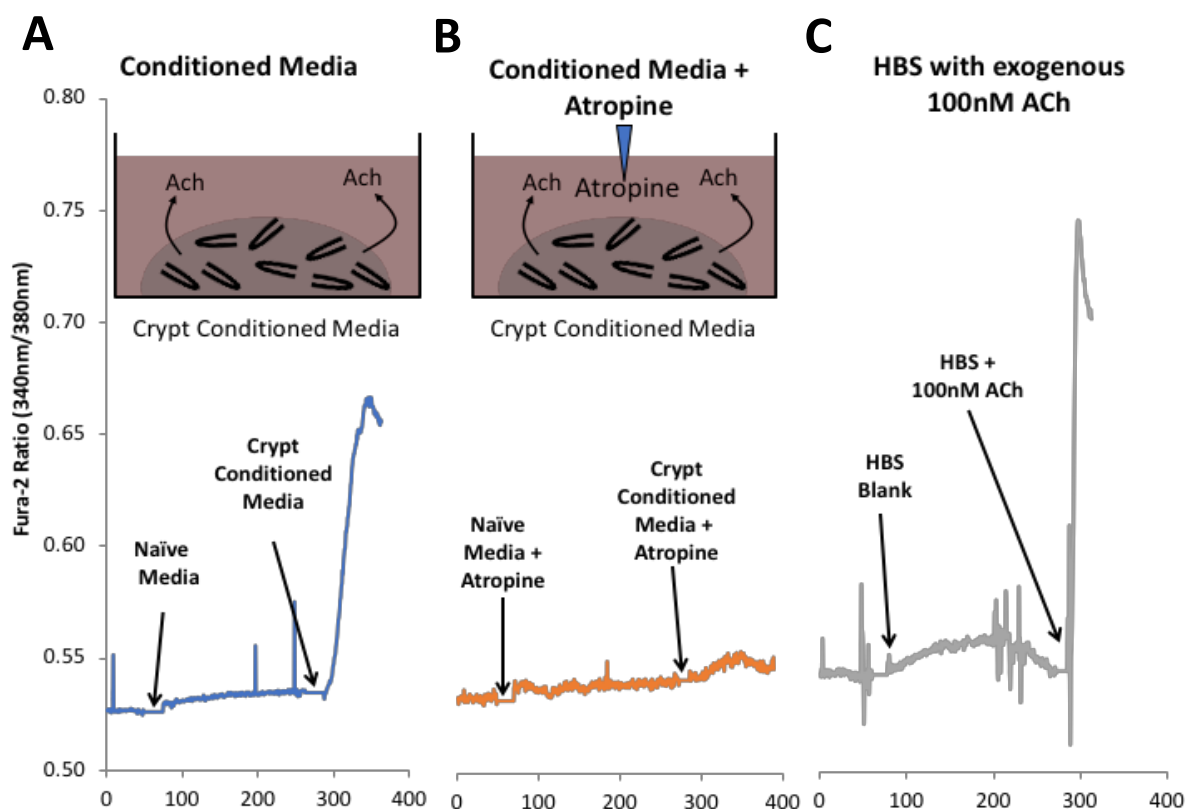 A
Conditioned Media
0.80
0.75
0.70
0.65
0.60
0.55
0.50
Fura-2 Ratio (340nm/380nm)
Ach
Ach
Crypt Conditioned Media
Crypt
Conditioned
Media
Naïve
Media
0 100 200 300 400
B
Conditioned Media +
Atropine
Ach
Atropine
Ach
Crypt Conditioned Media
Naïve
Media +
Atropine
Crypt
Conditioned
Media +
Atropine
0 100 200 300 400
C
HBS with exogenous
100nM ACh
HBS +
100nM ACh
HBS
Blank
0 100 200 300 400